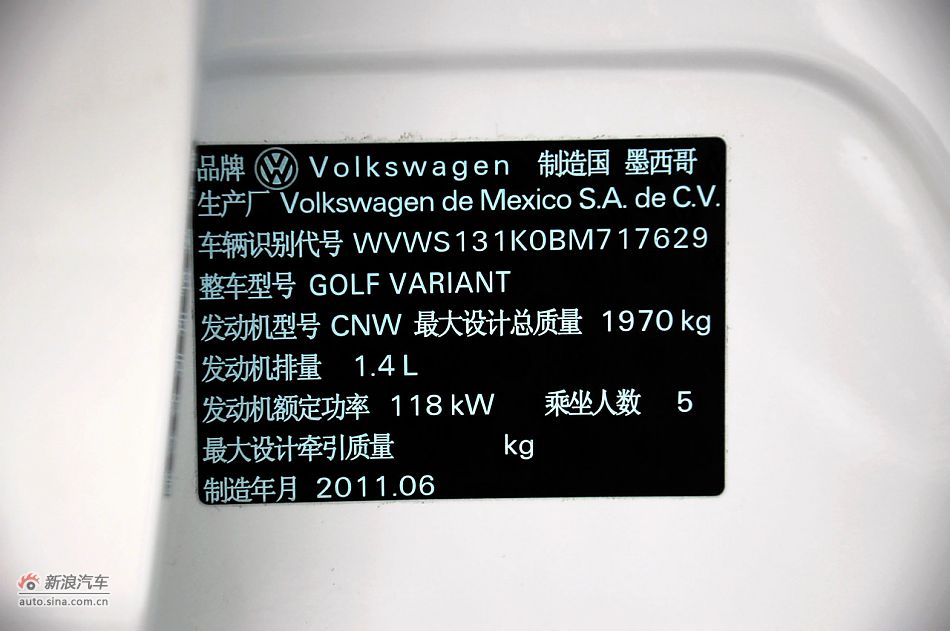 品牌 VW Volkswagen 制造国 墨西哥
生产厂 Volkswagen de Mexico S.A. de C.V.
车辆识别代号 WVWS131K0BM717629
整车型号 GOLF VARIANT
发动机型号 CNW 最大设计总质量 1970 kg
发动机排量 1.4 L
发动机额定功率 118 kW 乘坐人数 5
最大设计牵引质量 kg
制造年月 2011.06
新浪汽车
auto.sina.com.cn